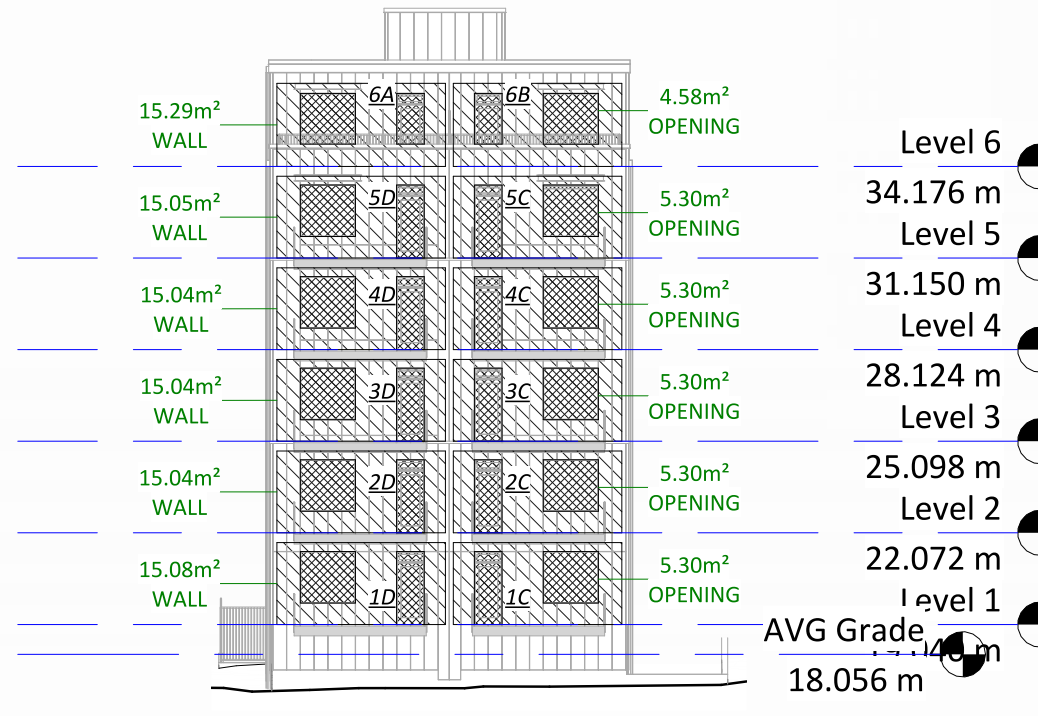 6A
6B
15.29m²
WALL
4.58m²
OPENING
Level 6
34.176 m
5D
5C
15.05m²
WALL
5.30m²
OPENING
Level 5
31.150 m
4D
4C
15.04m²
WALL
5.30m²
OPENING
Level 4
28.124 m
3D
3C
15.04m²
WALL
5.30m²
OPENING
Level 3
25.098 m
2D
2C
15.04m²
WALL
5.30m²
OPENING
Level 2
22.072 m
15.08m²
WALL
5.30m²
OPENING
1D
1C
Level 1
AVG Grade
m
18.056 m